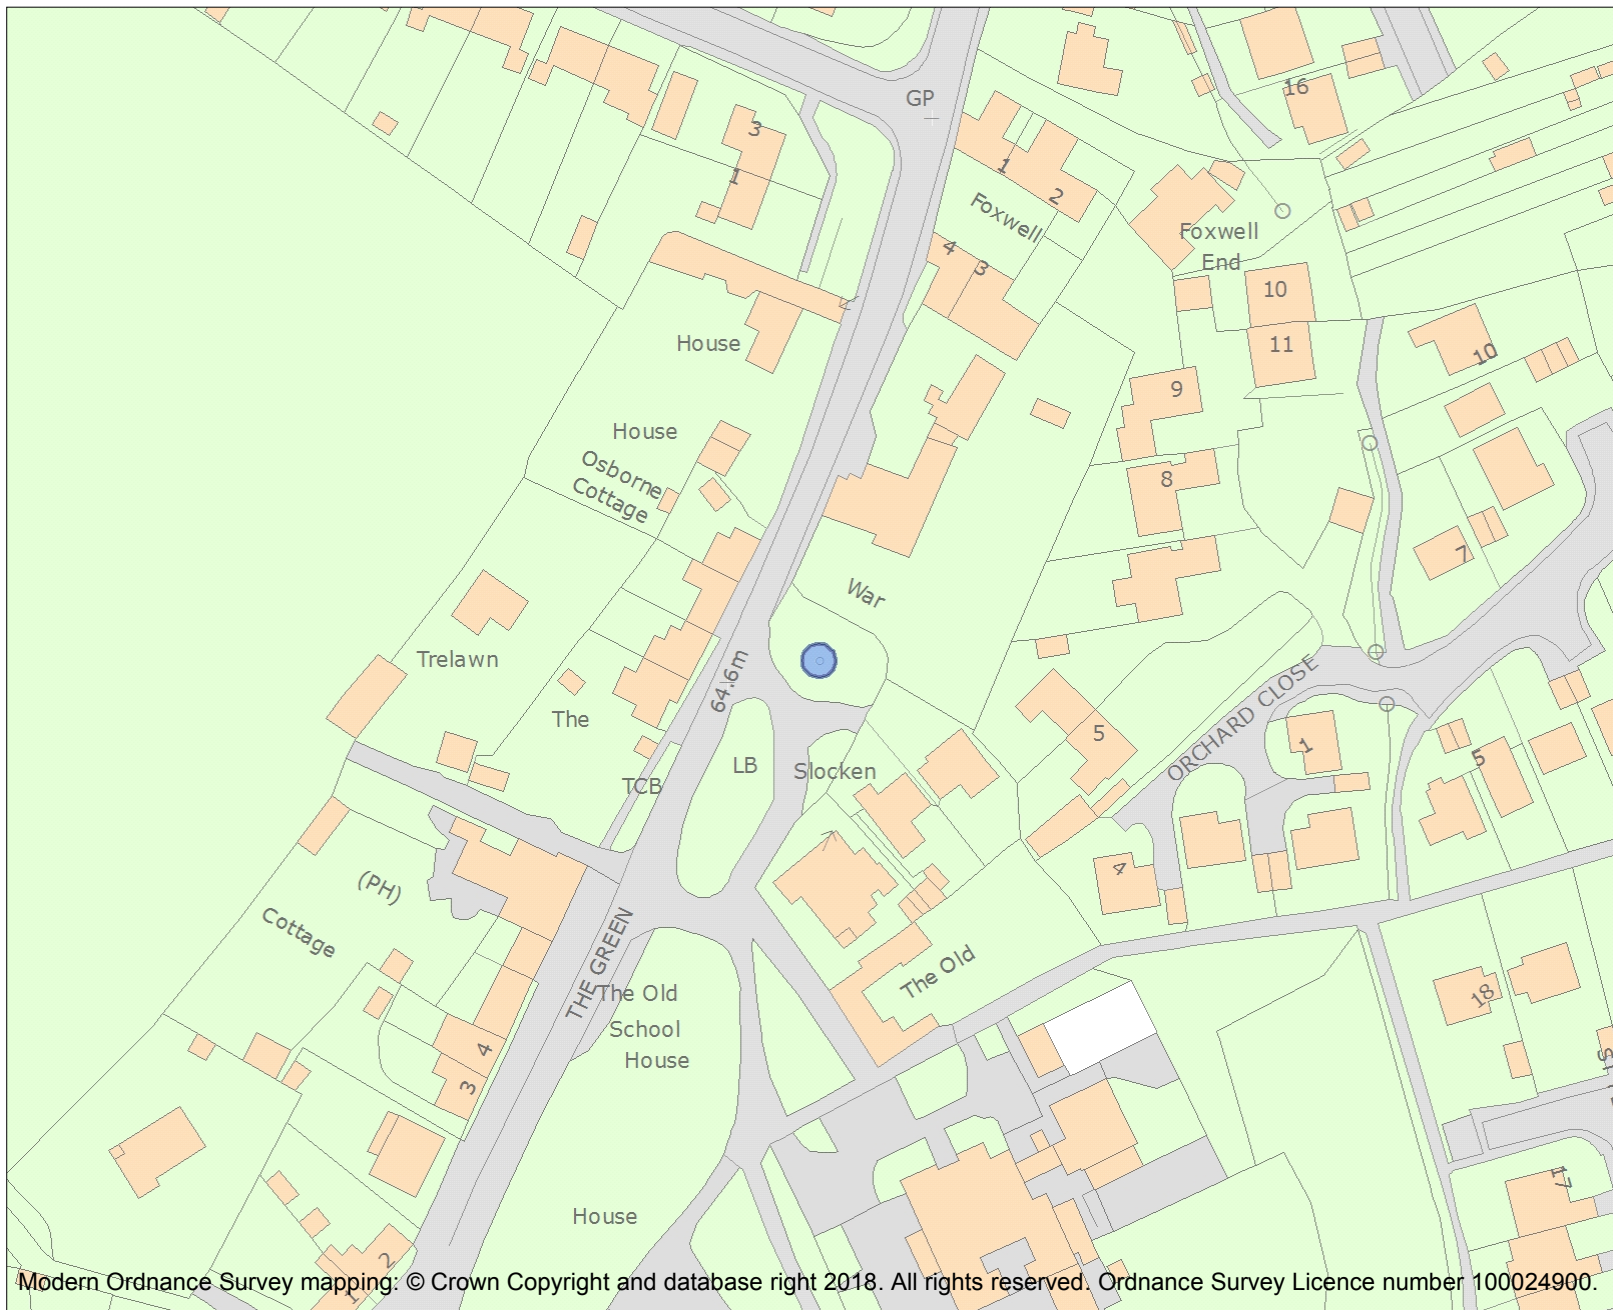 GP
16
3
1
1
2
Foxwell
Foxwell
End
4
3
10
11
House
10
9
House
Osborne
Cottage
8
7
War
Trelawn
64.6m
ORCHARD CLOSE
The
5
1
5
LB
Slocken
TCB
4
(PH)
Cottage
THE GREEN
The Old
The Old
School
House
18
4
3
17
House
2
1
Modern Ordnance Survey mapping: © Crown Copyright and database right 2018. All rights reserved. Ordnance Survey Licence number 100024900.